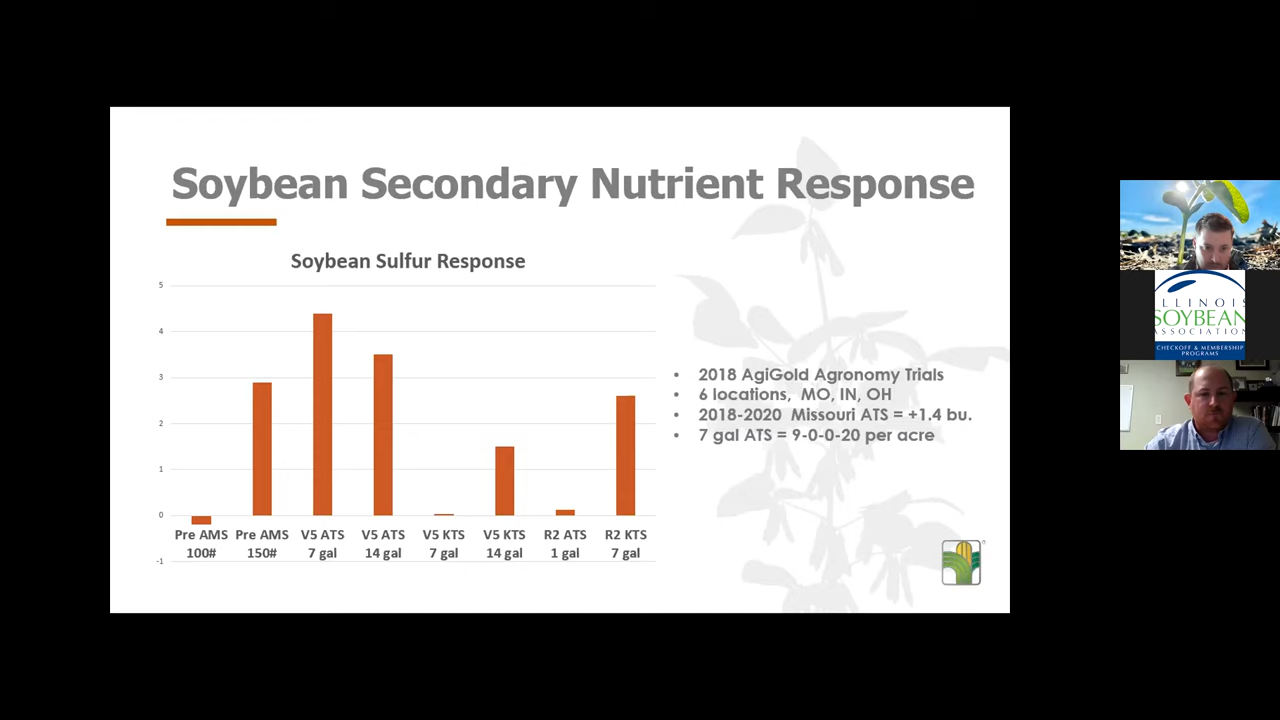 Soybean Secondary Nutrient Response
Soybean Sulfur Response
5
4
3
2
1
0
-1
Pre AMS 100#
Pre AMS 150#
V5 ATS 7 gal
V5 ATS 14 gal
V5 KTS 7 gal
V5 KTS 14 gal
R2 ATS 1 gal
R2 KTS 7 gal
• 2018 AgiGold Agronomy Trials
• 6 locations, MO, IN, OH
• 2018-2020 Missouri ATS = +1.4 bu.
• 7 gal ATS = 9-0-0-20 per acre
ILLINOIS
SOYBEAN
ASSOCIATION
CHECKOFF & MEMBERSHIP
PROGRAMS